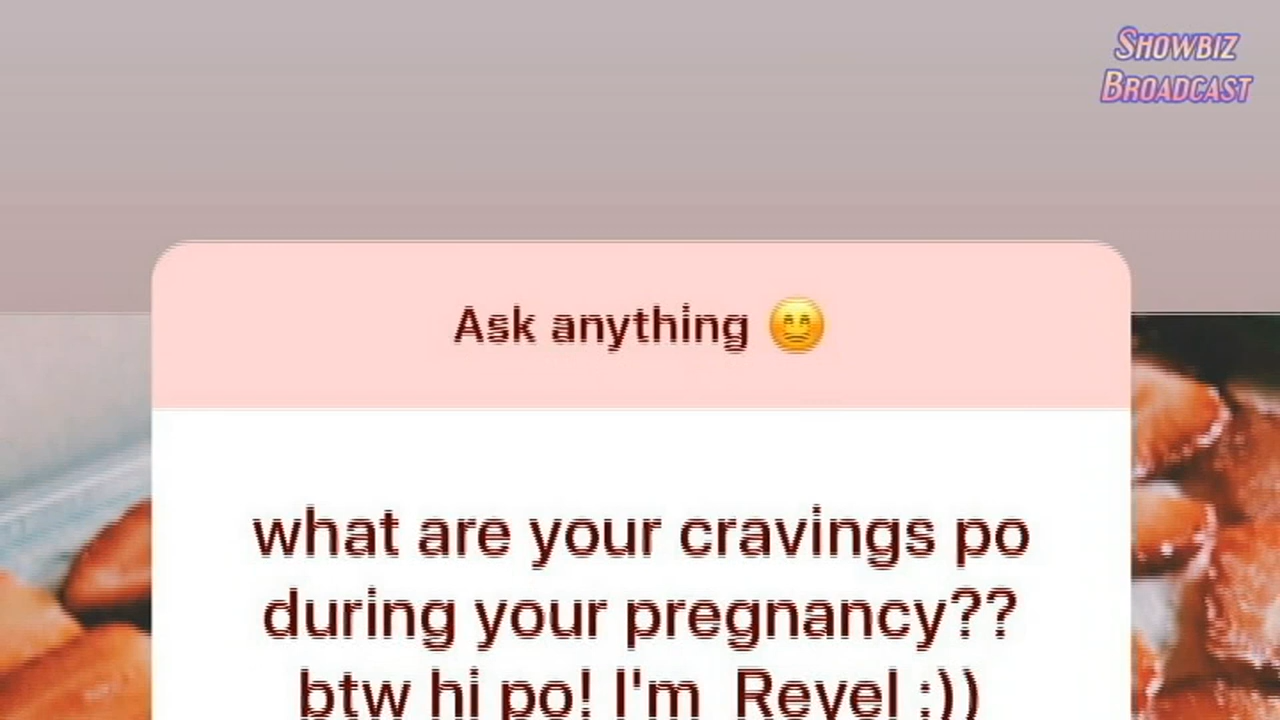 SHOWBIZ
BROADCAST
Ask anything 🙂
what are your cravings po
during your pregnancy??
btw hi po! I'm Revel :))